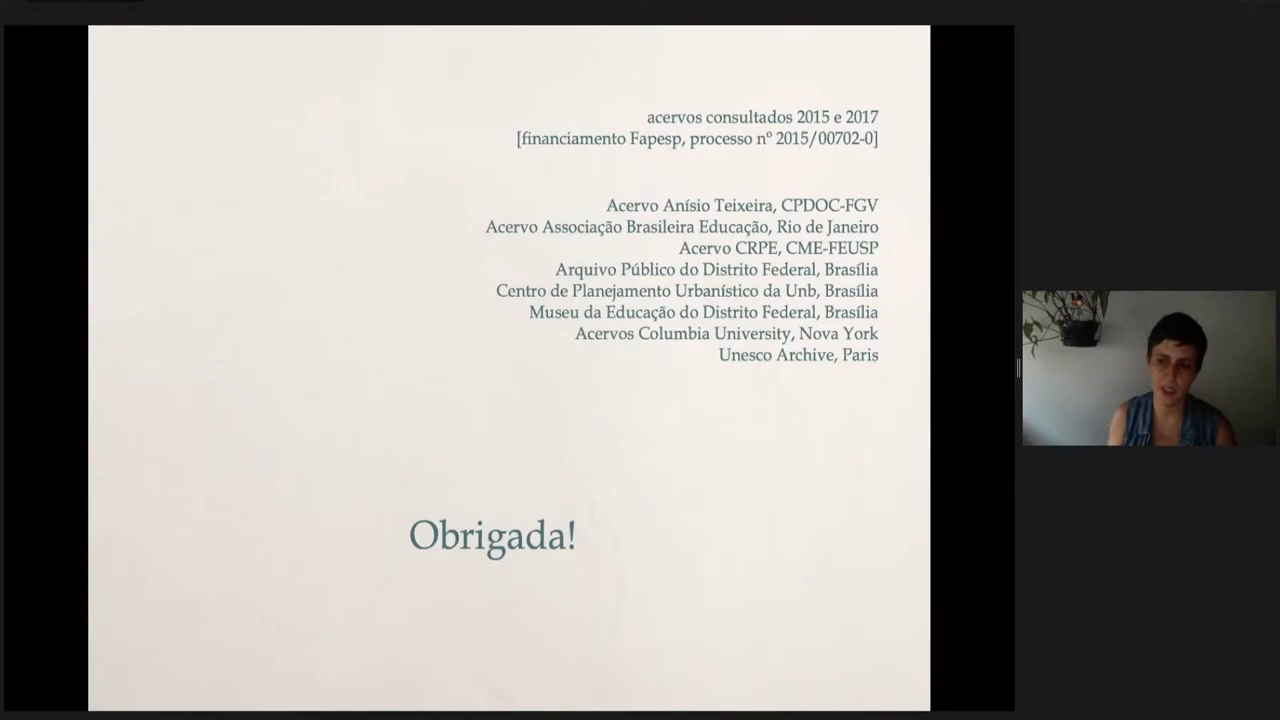 acervos consultados 2015 e 2017
[financiamento Fapesp, processo nº 2015/00702-0]
Acervo Anísio Teixeira, CPDOC-FGV
Acervo Associação Brasileira Educação, Rio de Janeiro
Acervo CRPE, CME-FEUSP
Arquivo Público do Distrito Federal, Brasília
Centro de Planejamento Urbanístico da Unb, Brasília
Museu da Educação do Distrito Federal, Brasília
Acervos Columbia University, Nova York
Unesco Archive, Paris
Obrigada!